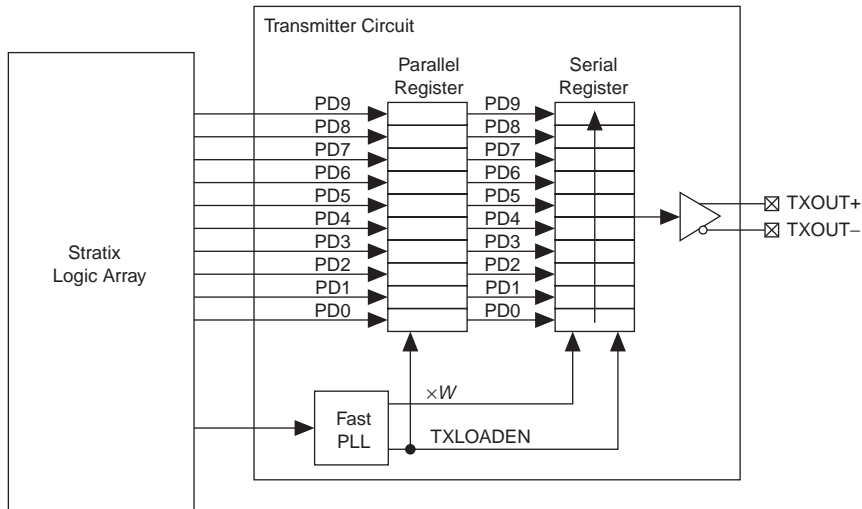 Transmitter Circuit
Parallel
Register
Serial
Register
PD9
PD9
PD8
PD8
PD7
PD7
PD6
PD6
PD5
PD5
PD4
PD4
PD3
PD3
PD2
PD2
PD1
PD1
PD0
PD0
Stratix
Logic Array
TXOUT+
TXOUT−
×W
Fast
PLL
TXLOADEN